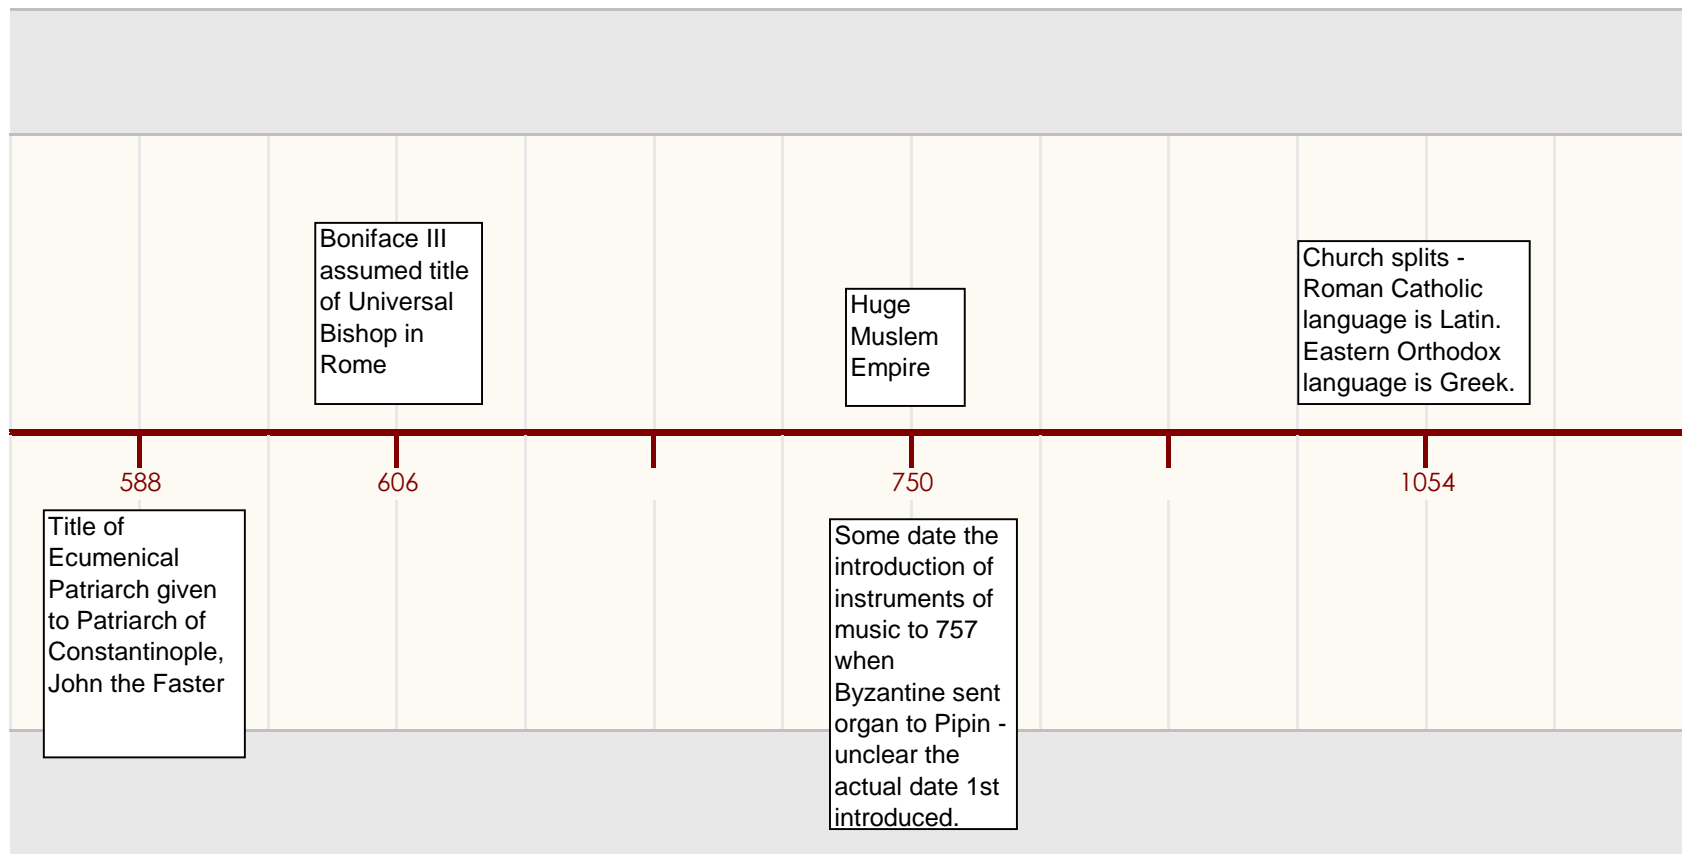 Boniface III
assumed title
of Universal
Bishop in
Rome
Huge
Muslem
Empire
Church splits -
Roman Catholic
language is Latin.
Eastern Orthodox
language is Greek.
588
606
750
1054
Title of
Ecumenical
Patriarch given
to Patriarch of
Constantinople,
John the Faster
Some date the
introduction of
instruments of
music to 757
when
Byzantine sent
organ to Pipin -
unclear the
actual date 1st
introduced.